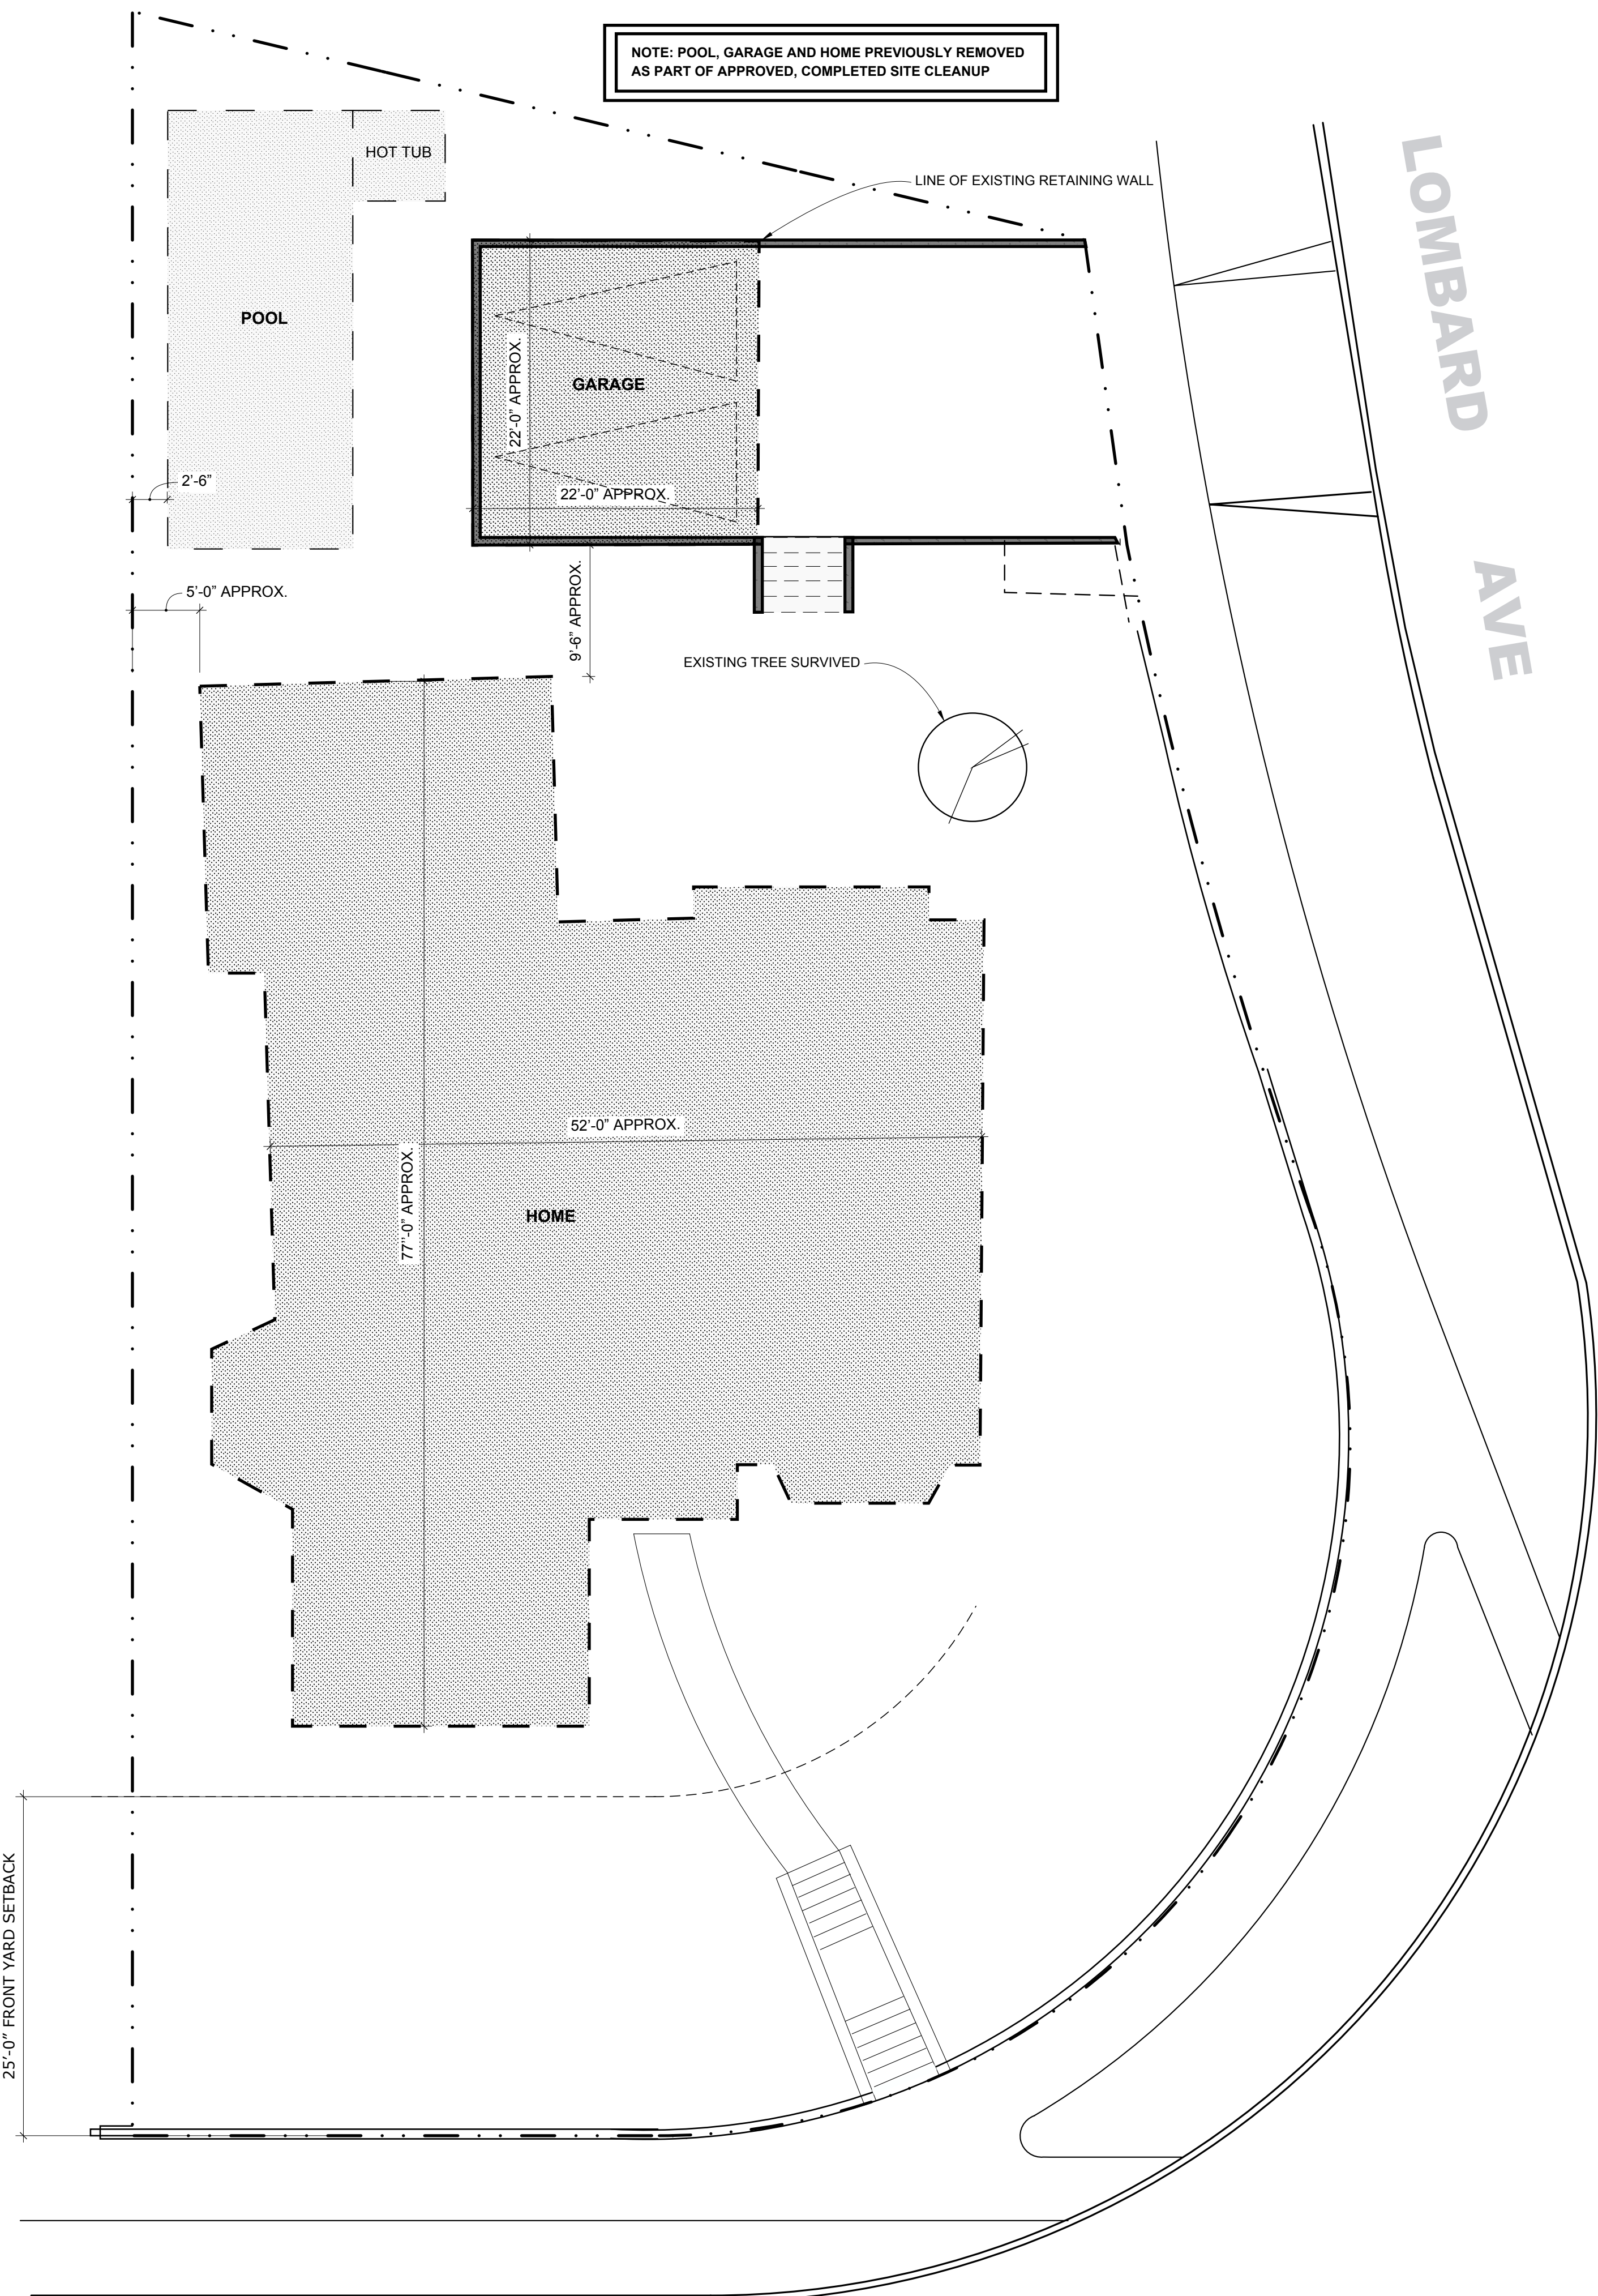 NOTE: POOL, GARAGE AND HOME PREVIOUSLY REMOVED
AS PART OF APPROVED, COMPLETED SITE CLEANUP
LOMBARD
AVE
HOT TUB
LINE OF EXISTING RETAINING WALL
POOL
22'-0" APPROX.
GARAGE
22'-0" APPROX.
2'-6"
5'-0" APPROX.
9'-6" APPROX.
EXISTING TREE SURVIVED
52'-0" APPROX.
77"-0" APPROX.
HOME
25'-0" FRONT YARD SETBACK